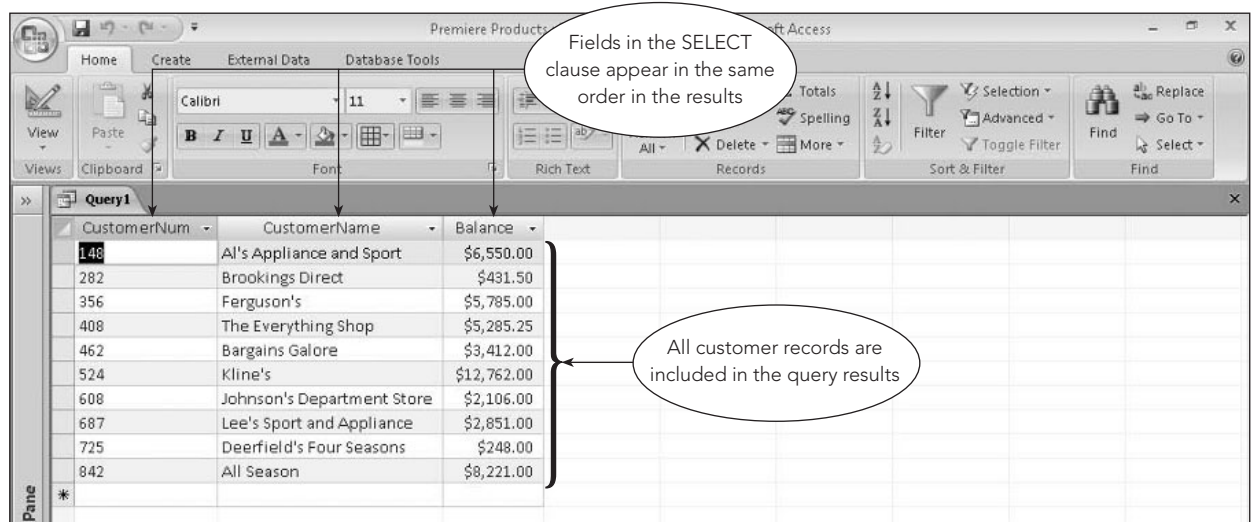 Premiere Products
ft Access
Fields in the SELECT
clause appear in the same
order in the results
Home Create External Data Database Tools
View
Paste
Calibri 11
B I U A
ab
All
Delete
Totals
Spelling
More
Filter
Selection
Advanced
Toggle Filter
Find
Replace
Go To
Select
Views Clipboard Font Rich Text Records Sort & Filter Find
Query1
CustomerNum CustomerName Balance
148 Al's Appliance and Sport $6,550.00
282 Brookings Direct $431.50
356 Ferguson's $5,785.00
408 The Everything Shop $5,285.25
462 Bargains Galore $3,412.00
524 Kline's $12,762.00
608 Johnson's Department Store $2,106.00
687 Lee's Sport and Appliance $2,851.00
725 Deerfield's Four Seasons $248.00
842 All Season $8,221.00
All customer records are
included in the query results
Pane